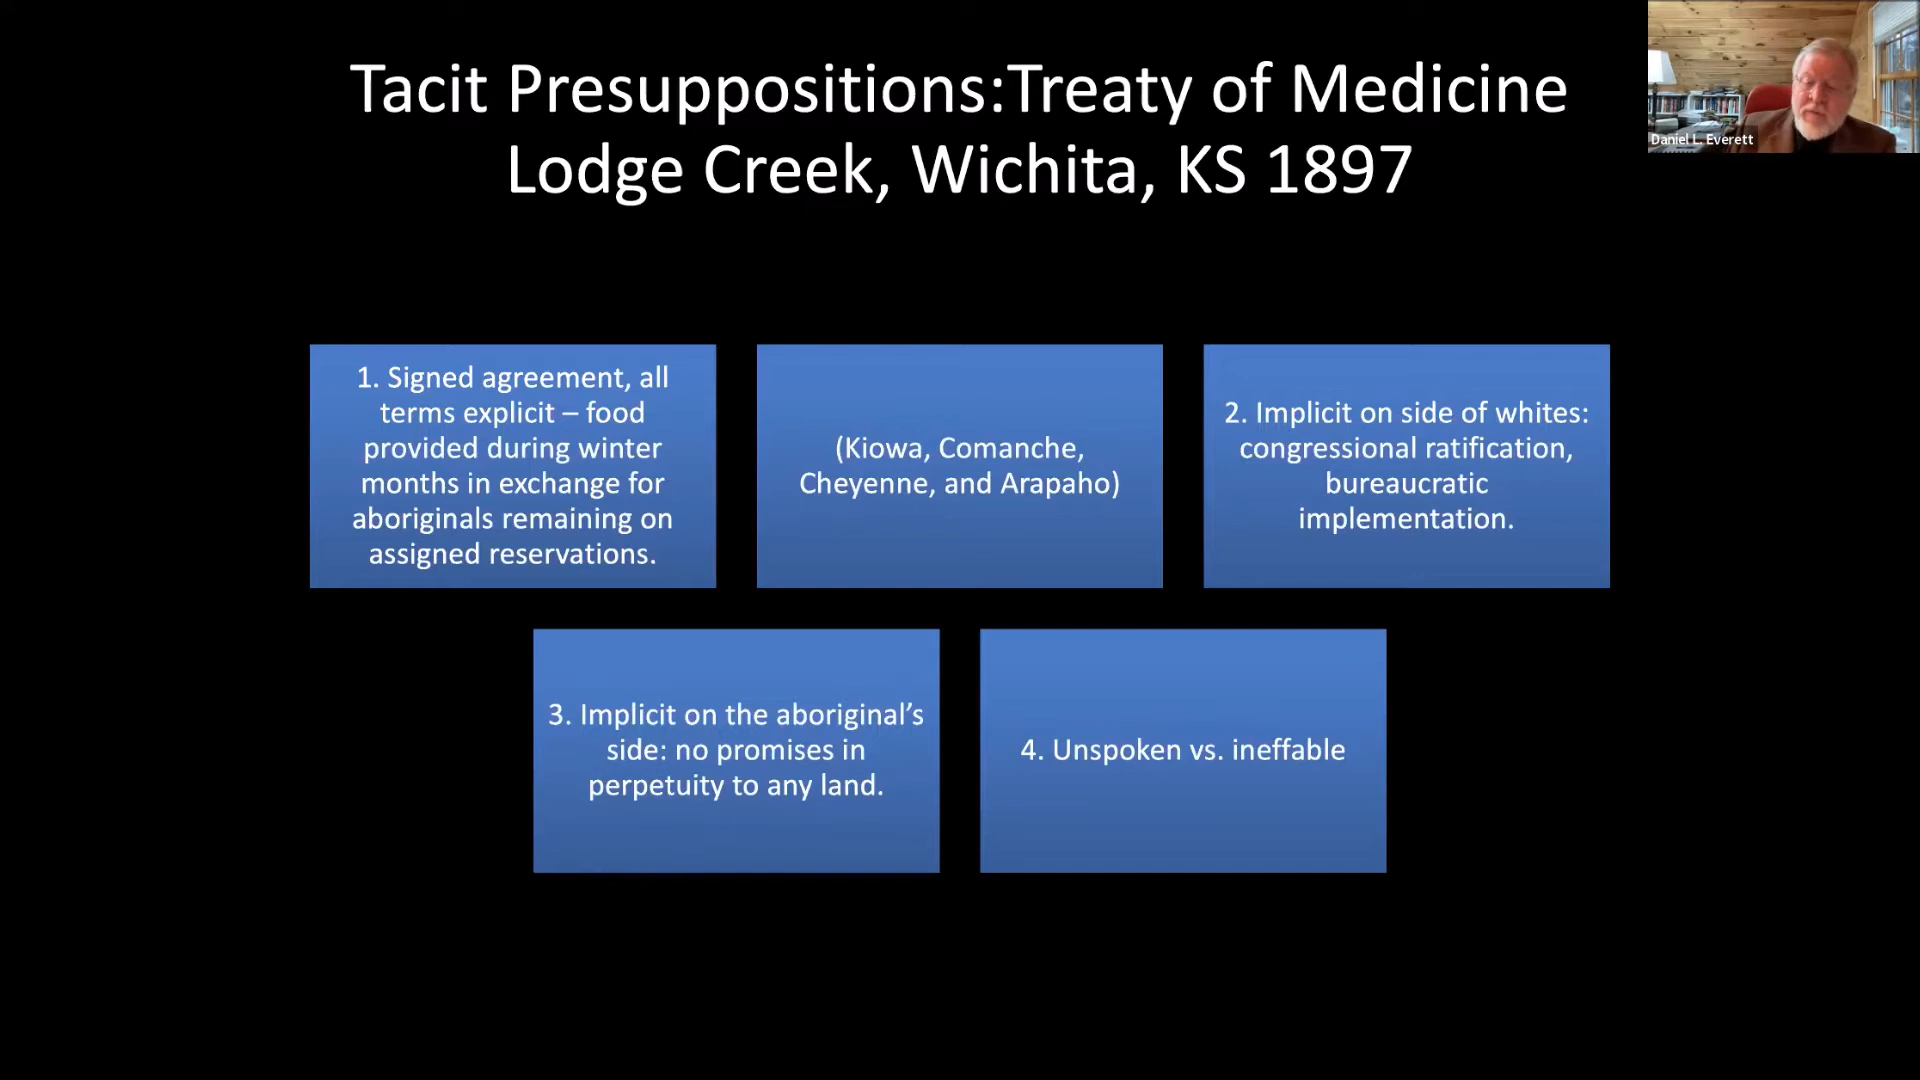 Tacit Presuppositions:Treaty of Medicine
Lodge Creek, Wichita, KS 1897
Daniel L. Everett
1. Signed agreement, all
terms explicit – food
provided during winter
months in exchange for
aboriginals remaining on
assigned reservations.
(Kiowa, Comanche,
Cheyenne, and Arapaho)
2. Implicit on side of whites:
congressional ratification,
bureaucratic
implementation.
3. Implicit on the aboriginal’s
side: no promises in
perpetuity to any land.
4. Unspoken vs. ineffable